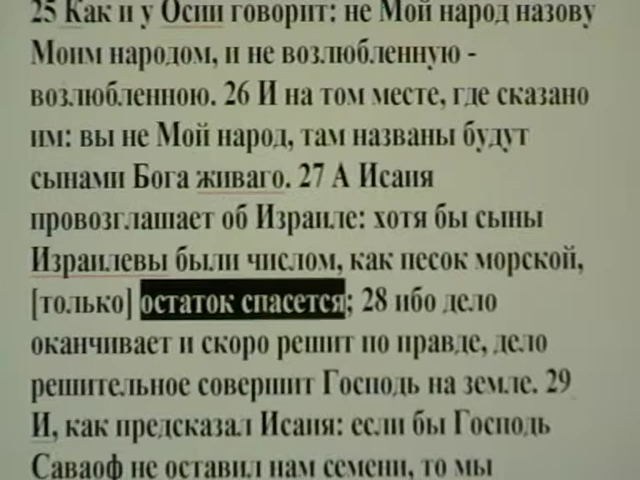 25 Как и у Осии говорит: не Мой народ назову
Моим народом, и не возлюбленную -
возлюбленною. 26 И на том месте, где сказано
им: вы не Мой народ, там названы будут
сынами Бога живаго. 27 А Исаия
провозглашает об Израиле: хотя бы сыны
Израилевы были числом, как песок морской,
[только] остаток спасется; 28 ибо дело
оканчивает и скоро решит по правде, дело
решительное совершит Господь на земле. 29
И, как предсказал Исаия: если бы Господь
Саваоф не оставил нам семени, то мы